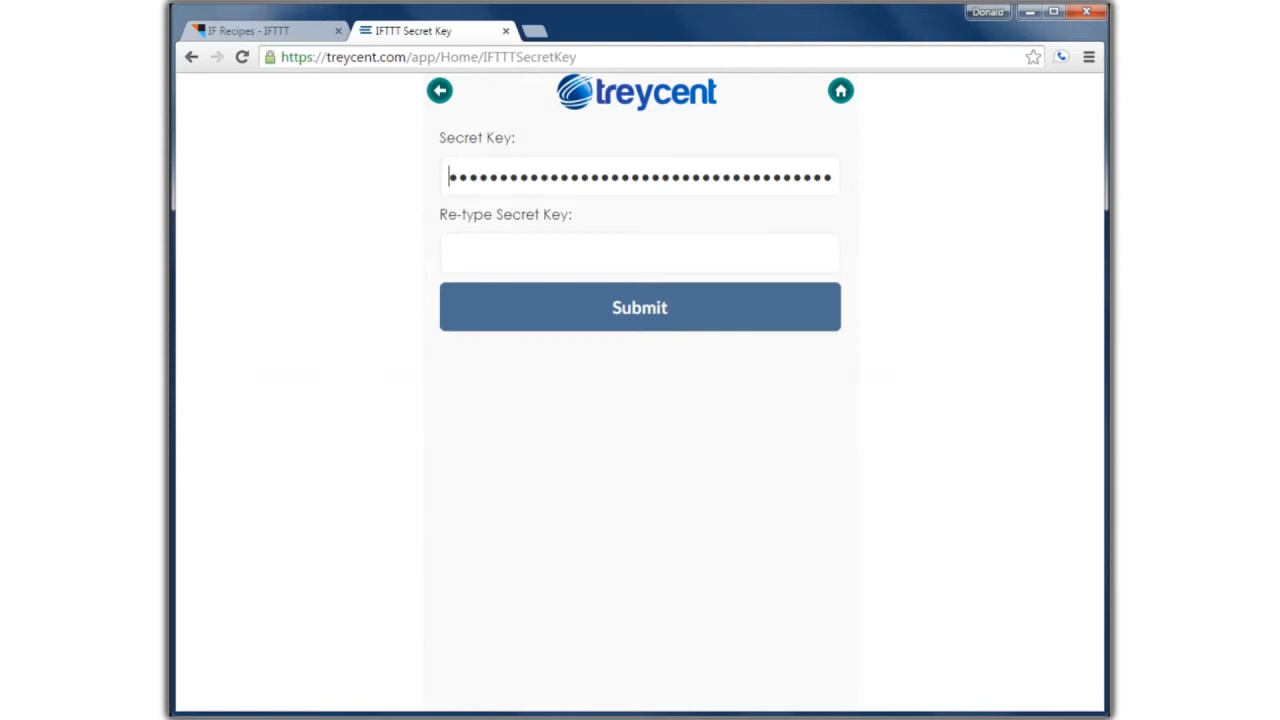 Donald
IF Recipes - IFTTT
IFTTT Secret Key
https://treycent.com/app/Home/IFTTTSecretKey
treycent
Secret Key:
••••••••••••••••••••••••••••••••••••••
Re-type Secret Key:
Submit